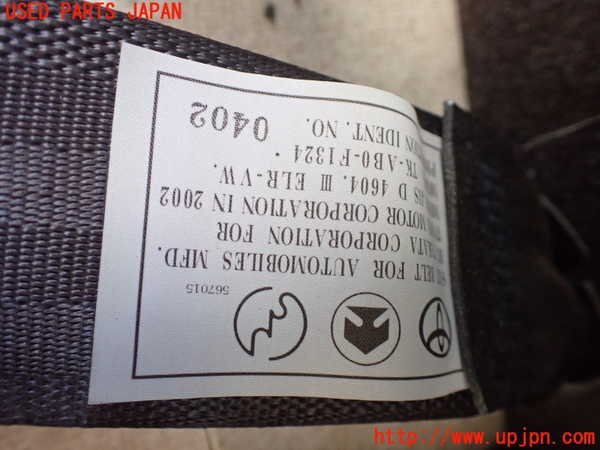 USED PARTS JAPAN
567015
BELT FOR AUTOMOBILES MFD.
CORPORATION FOR
MOTOR CORPORATION IN 2002
D 4604. III ELR-VW.
TK-AB0-F1324
IDENT. NO. 0402
http://www.upjpn.com